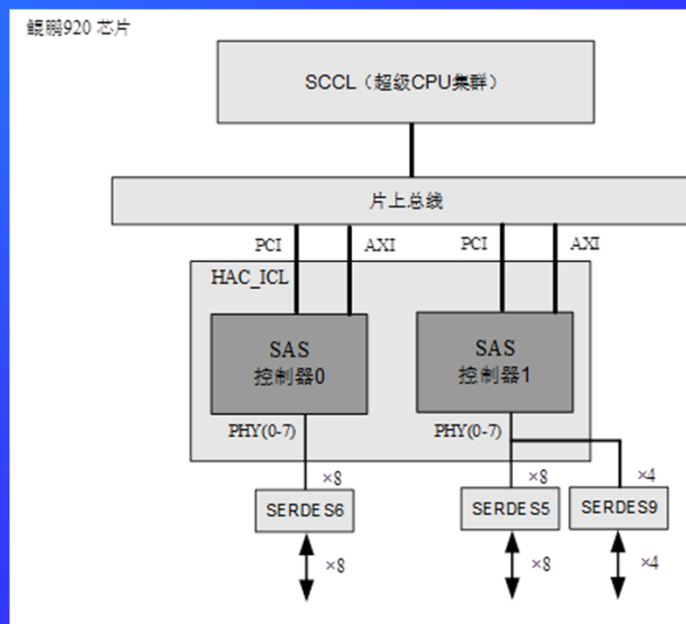 鲲鹏920 芯片
SCCL（超级CPU集群）
片上总线
PCI
AXI
PCI
AXI
HAC_ICL
SAS
控制器0
SAS
控制器1
PHY(0-7)
PHY(0-7)
×8
×8
×4
SERDES6
SERDES5
SERDES9
×8
×8
×4